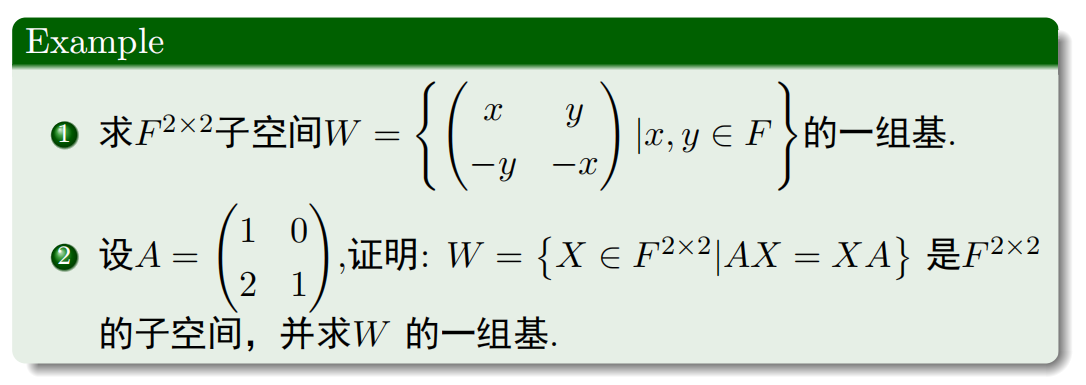 Example
1 求$F^{2\times 2}$子空间$W = \left\{ \begin{pmatrix} x & y \\ -y & -x \end{pmatrix} | x, y \in F \right\}$的一组基.
2 设$A = \begin{pmatrix} 1 & 0 \\ 2 & 1 \end{pmatrix}$,证明: $W = \left\{ X \in F^{2\times 2} | AX = XA \right\}$ 是$F^{2\times 2}$
的子空间，并求$W$ 的一组基.